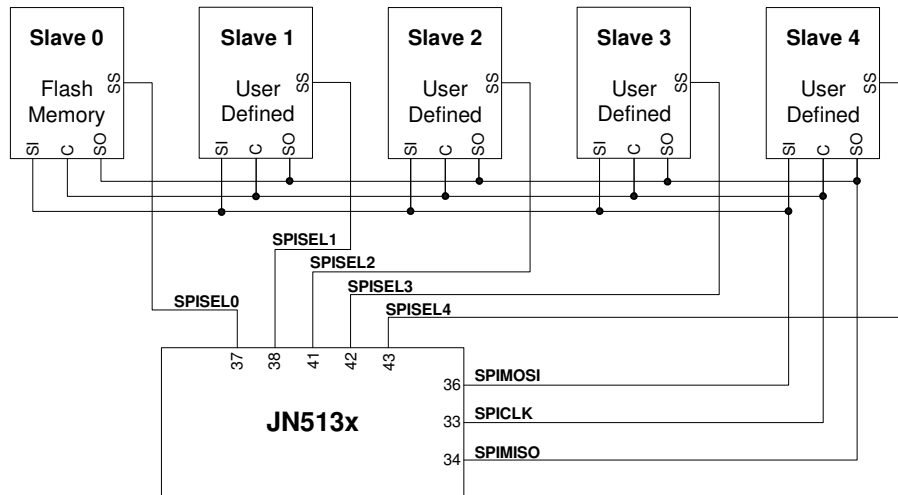 Slave 0
Slave 1
Slave 2
Slave 3
Slave 4
Flash
Memory
SS
SI
C
SO
User
Defined
SS
SI
C
SO
User
Defined
SS
SI
C
SO
User
Defined
SS
SI
C
SO
User
Defined
SS
SI
C
SO
SPISEL1
SPISEL2
SPISEL0
SPISEL3
SPISEL4
37
38
41
42
43
36
SPIMOSI
JN513x
33
SPICLK
34
SPIMISO